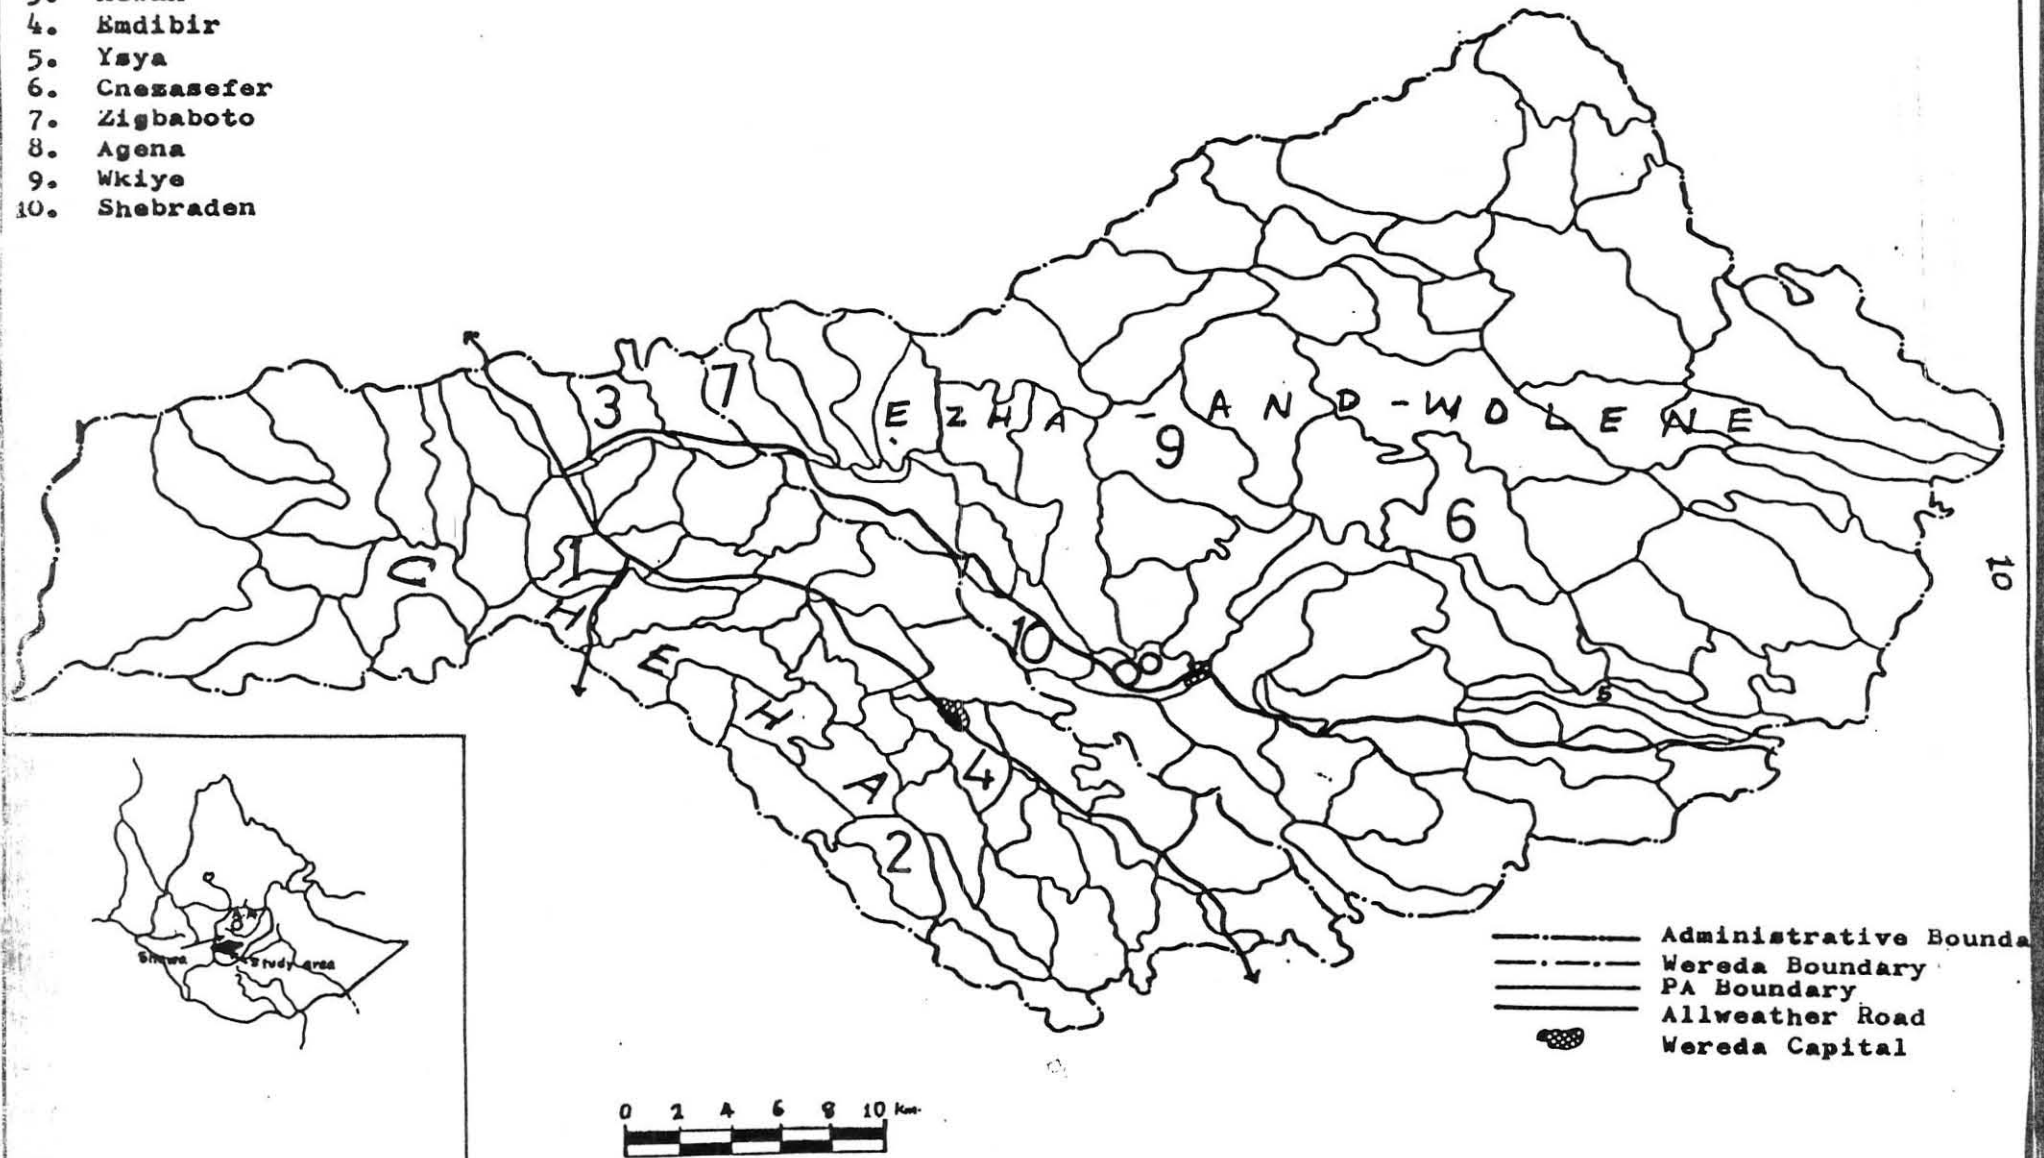 4. Emdibir
5. Ysya
6. Cnezasefer
7. Zigbaboto
8. Agena
9. Wkiye
10. Shebraden
3
7
E Z H A - A N D - W O L E N E
9
6
C
1
H
10
E
5
H
4
A
2
10
Administrative Bounda
Wereda Boundary
PA Boundary
Allweather Road
Wereda Capital
Shewa
Study area
0 2 4 6 8 10 Km.